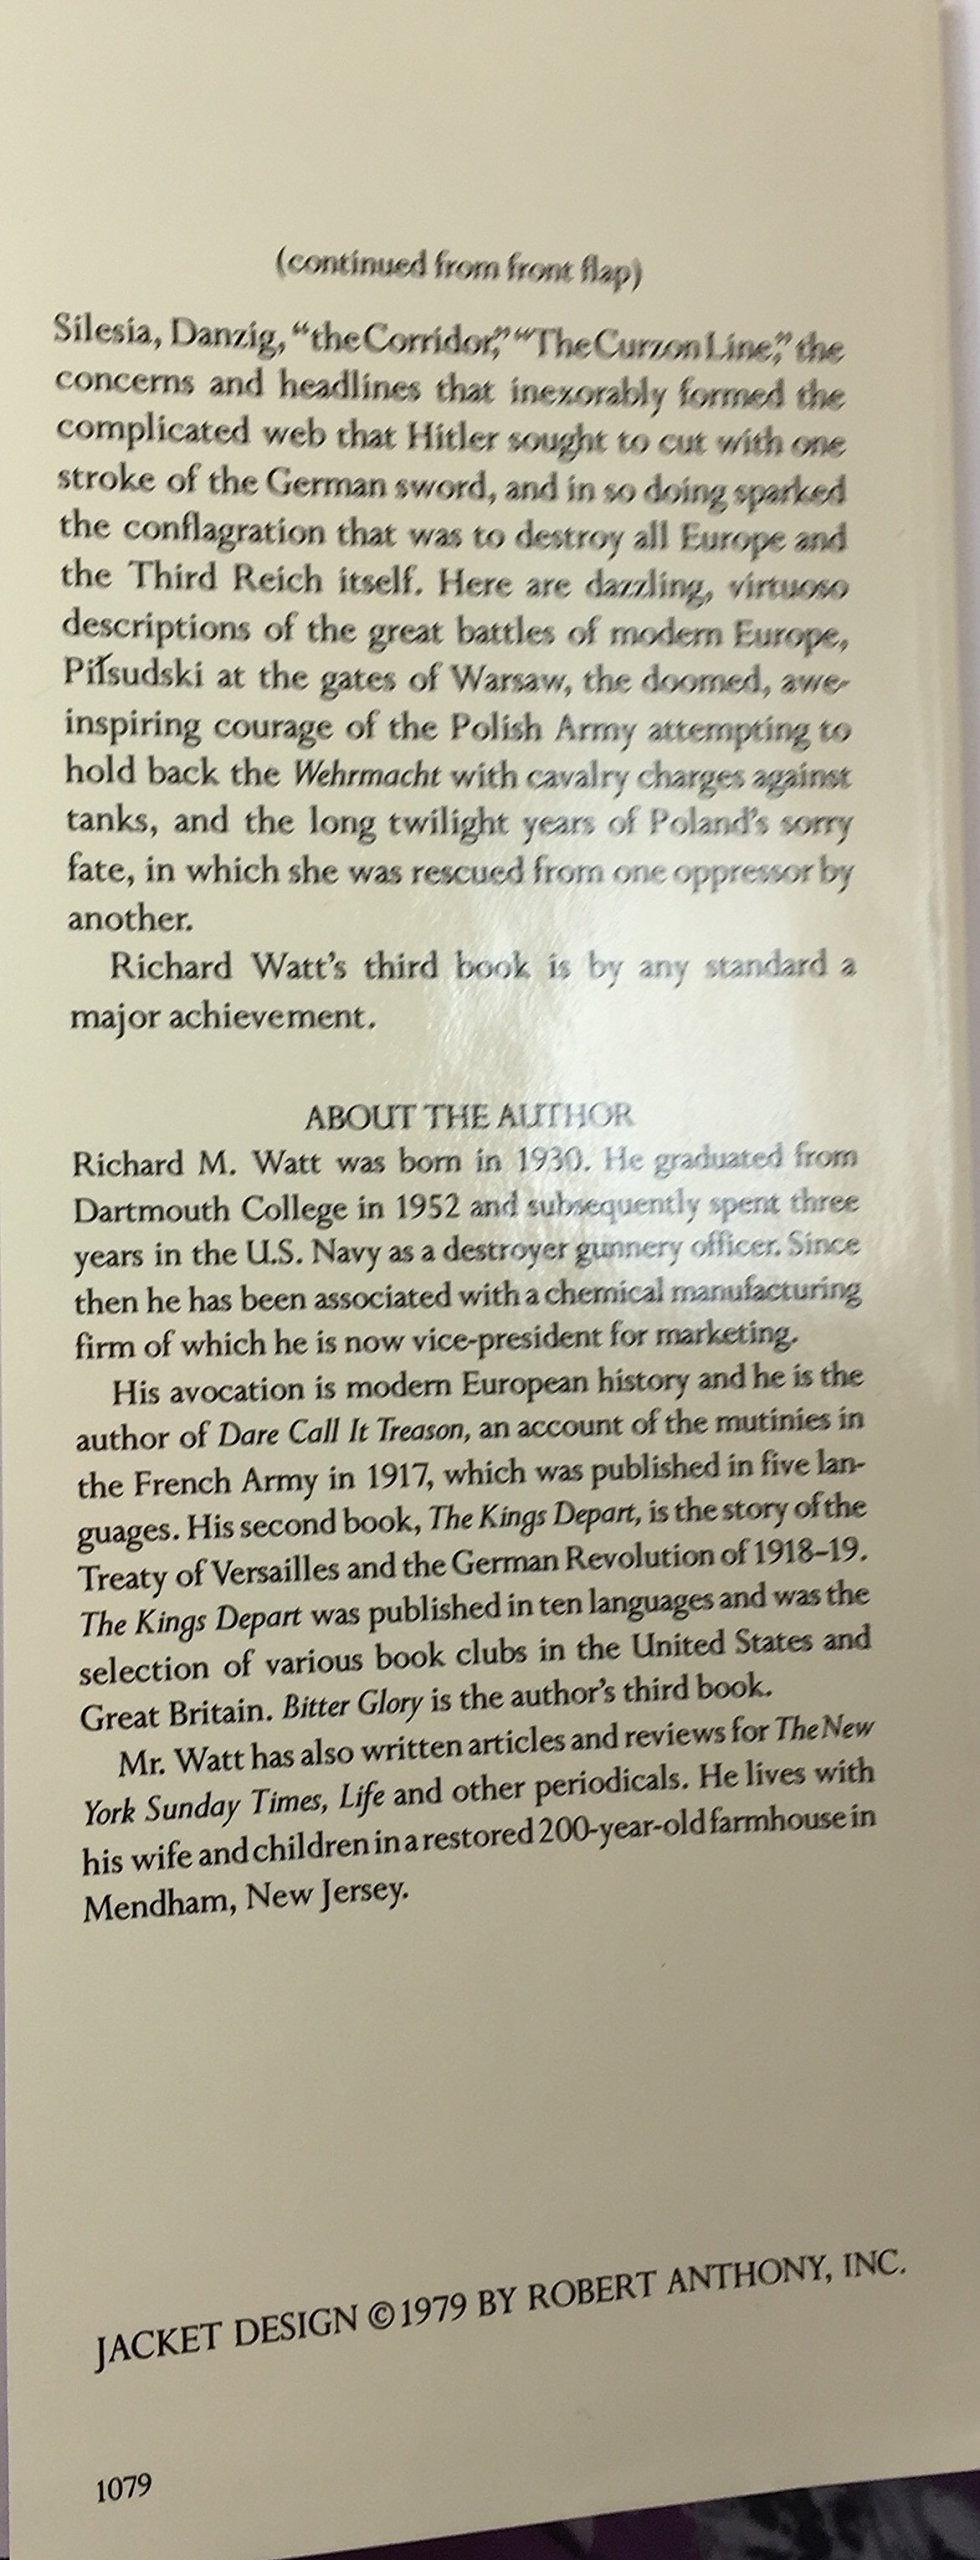 (continued from front flap)
Silesia, Danzig, “the Corridor,” “The Curzon Line,” the
concerns and headlines that inexorably formed the
complicated web that Hitler sought to cut with one
stroke of the German sword, and in so doing sparked
the conflagration that was to destroy all Europe and
the Third Reich itself. Here are dazzling, virtuoso
descriptions of the great battles of modern Europe,
Piłsudski at the gates of Warsaw, the doomed, awe-
inspiring courage of the Polish Army attempting to
hold back the Wehrmacht with cavalry charges against
tanks, and the long twilight years of Poland’s sorry
fate, in which she was rescued from one oppressor by
another.
Richard Watt’s third book is by any standard a
major achievement.
ABOUT THE AUTHOR
Richard M. Watt was born in 1930. He graduated from
Dartmouth College in 1952 and subsequently spent three
years in the U.S. Navy as a destroyer gunnery officer. Since
then he has been associated with a chemical manufacturing
firm of which he is now vice-president for marketing.
His avocation is modern European history and he is the
author of Dare Call It Treason, an account of the mutinies in
the French Army in 1917, which was published in five lan-
guages. His second book, The Kings Depart, is the story of the
Treaty of Versailles and the German Revolution of 1918–19.
The Kings Depart was published in ten languages and was the
selection of various book clubs in the United States and
Great Britain. Bitter Glory is the author’s third book.
Mr. Watt has also written articles and reviews for The New
York Sunday Times, Life and other periodicals. He lives with
his wife and children in a restored 200-year-old farmhouse in
Mendham, New Jersey.
JACKET DESIGN ©1979 BY ROBERT ANTHONY, INC.
1079